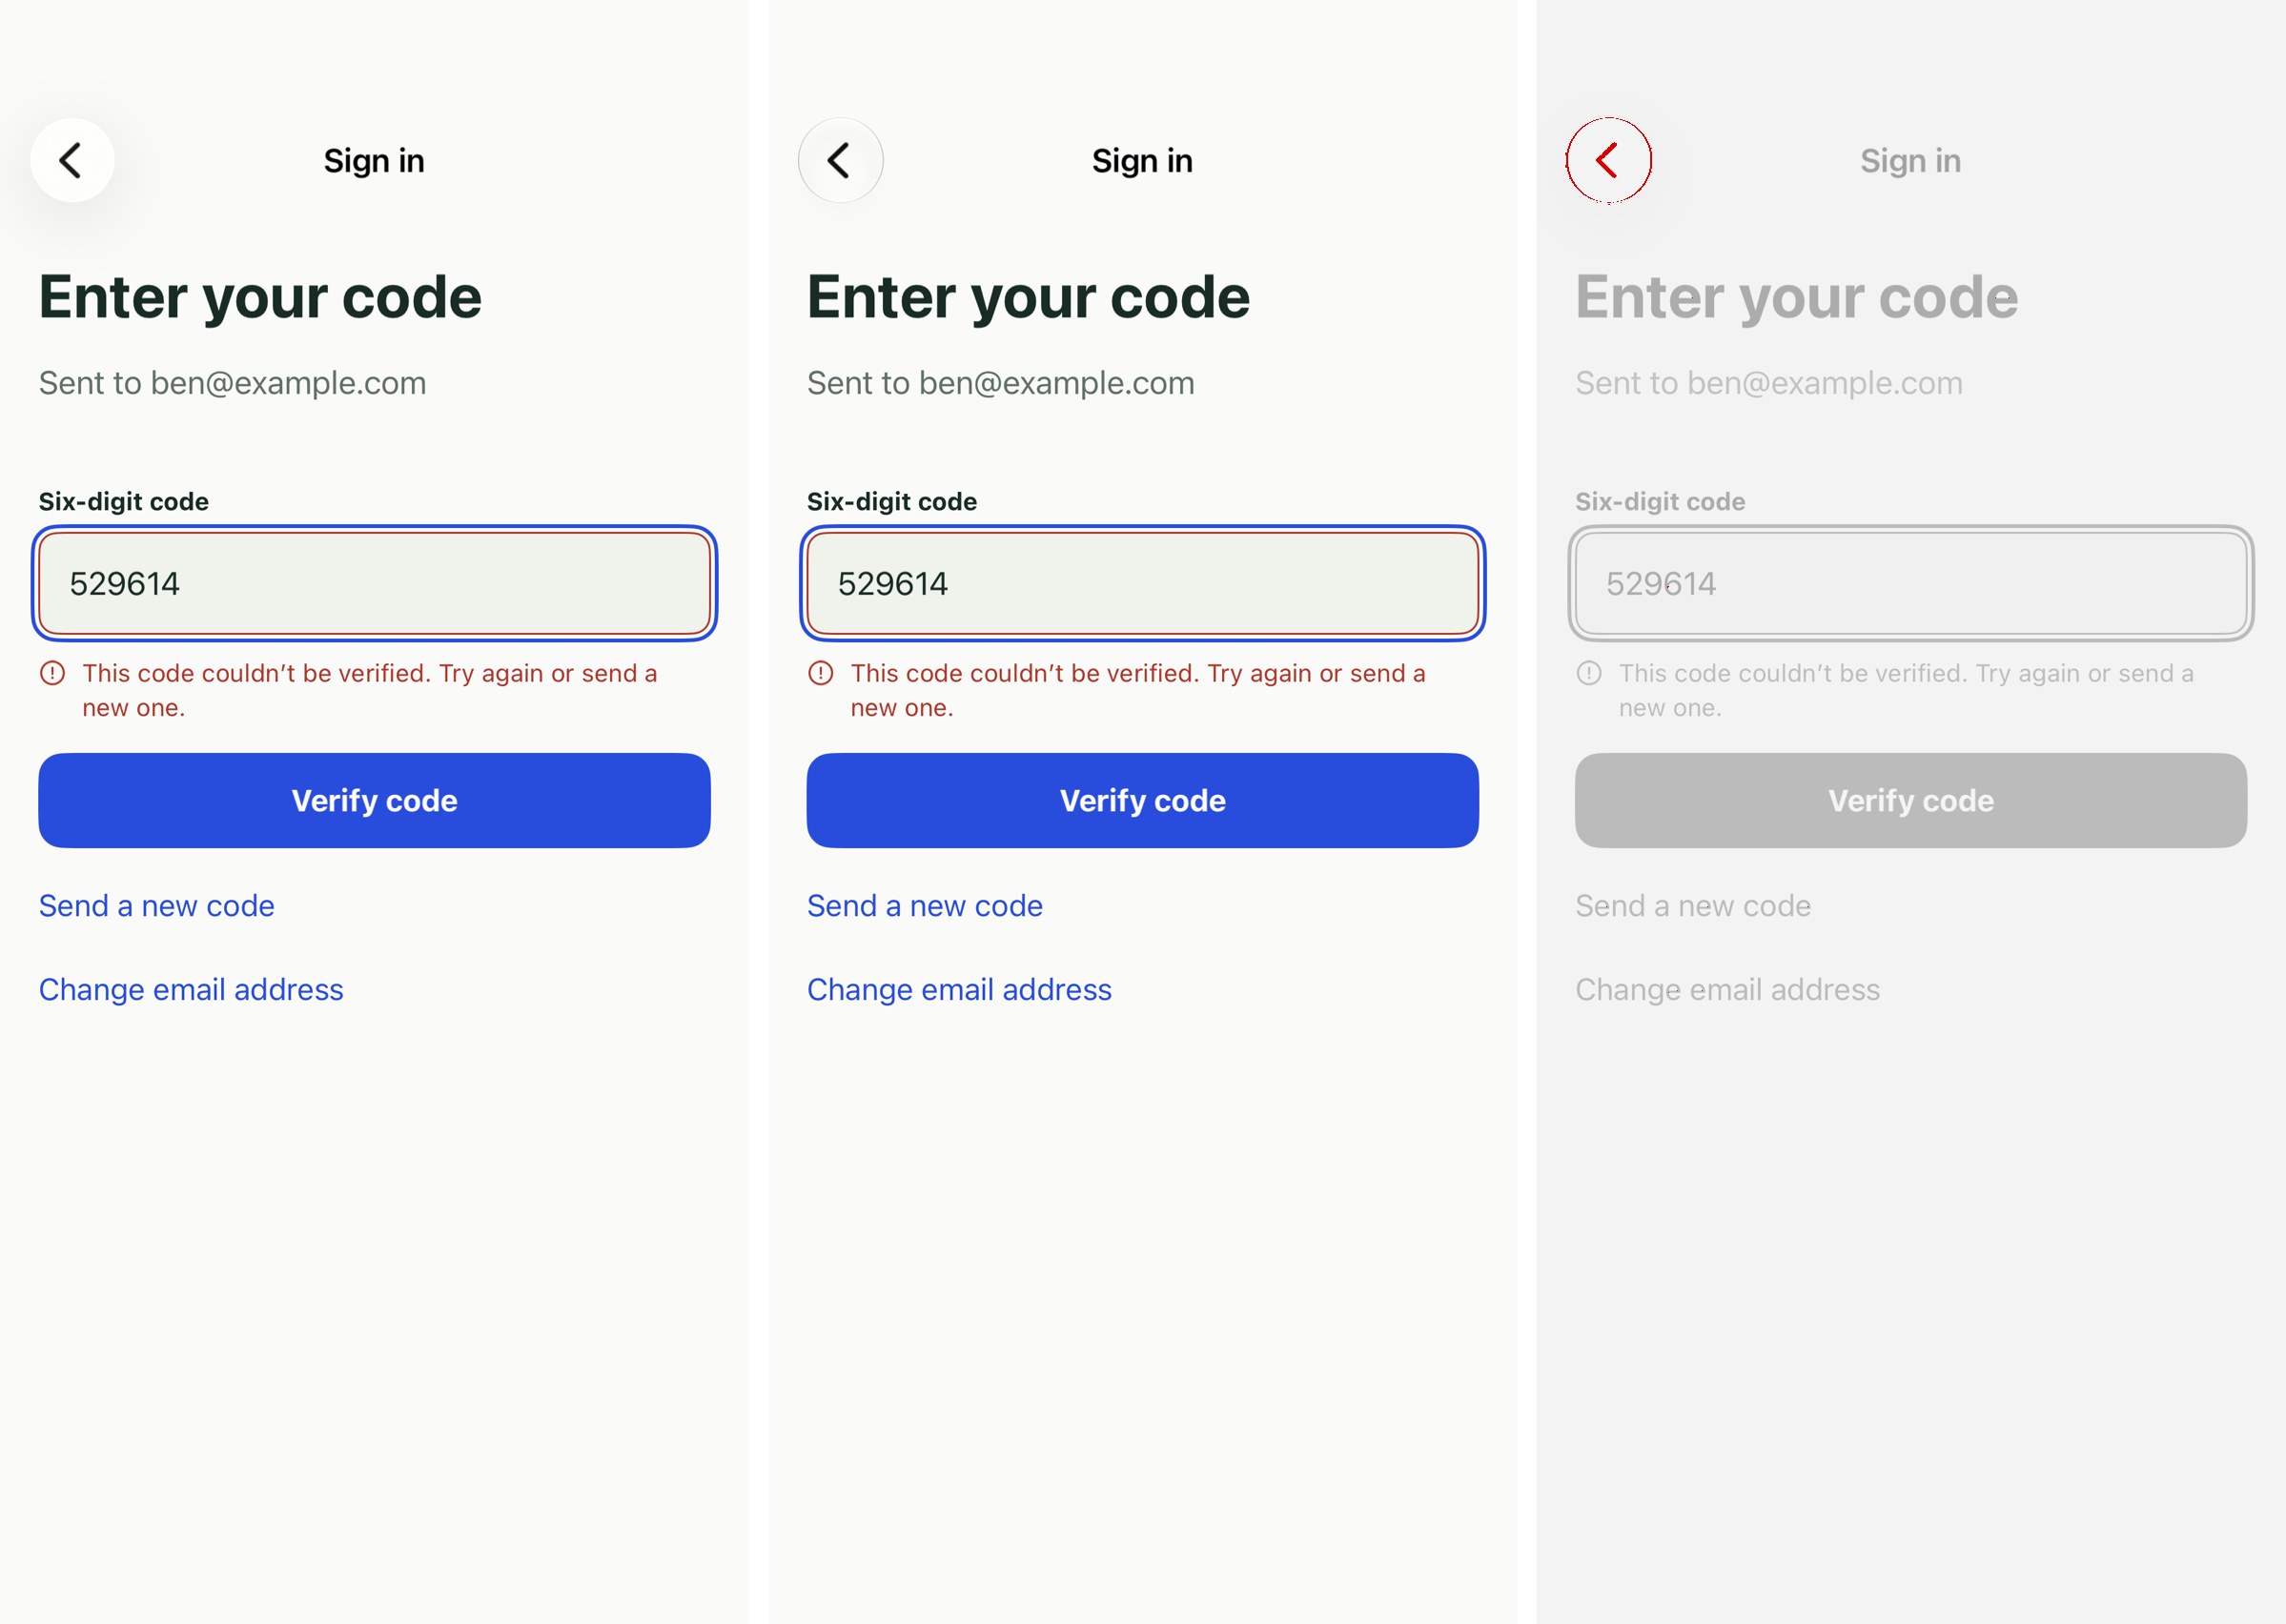 Sign in
Enter your code
Sent to ben@example.com
Six-digit code
529614
This code couldn’t be verified. Try again or send a
new one.
Verify code
Send a new code
Change email address
Sign in
Enter your code
Sent to ben@example.com
Six-digit code
529614
This code couldn’t be verified. Try again or send a
new one.
Verify code
Send a new code
Change email address
Sign in
Enter your code
Sent to ben@example.com
Six-digit code
529614
This code couldn’t be verified. Try again or send a
new one.
Verify code
Send a new code
Change email address